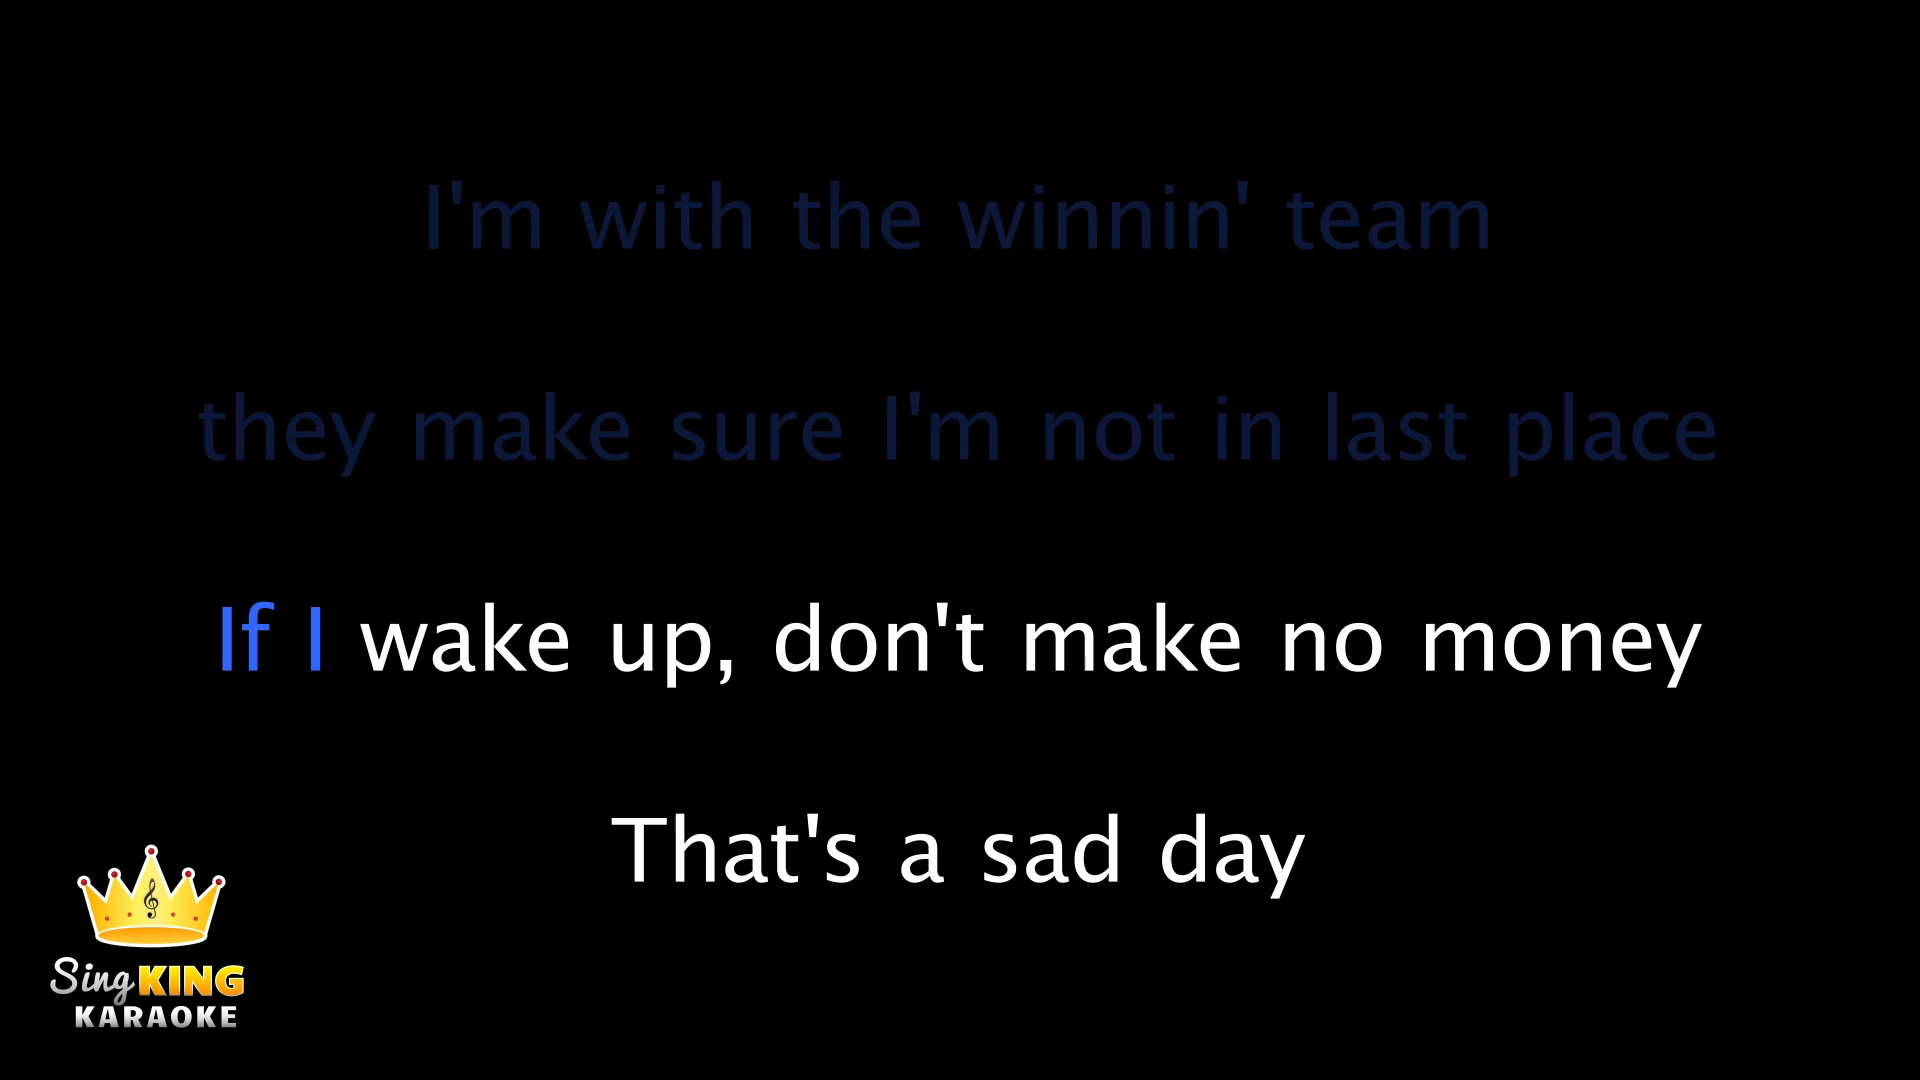 I'm with the winnin' team
they make sure I'm not in last place
If I wake up, don't make no money
That's a sad day
Sing KING
KARAOKE